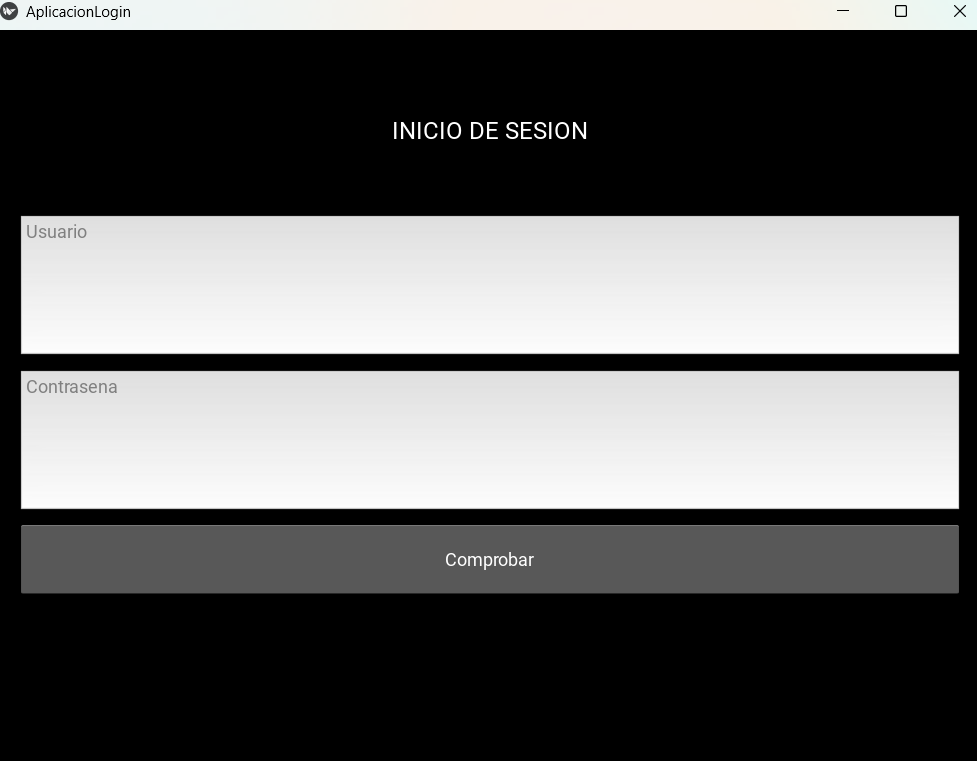 AplicacionLogin
INICIO DE SESION
Usuario
Contrasena
Comprobar